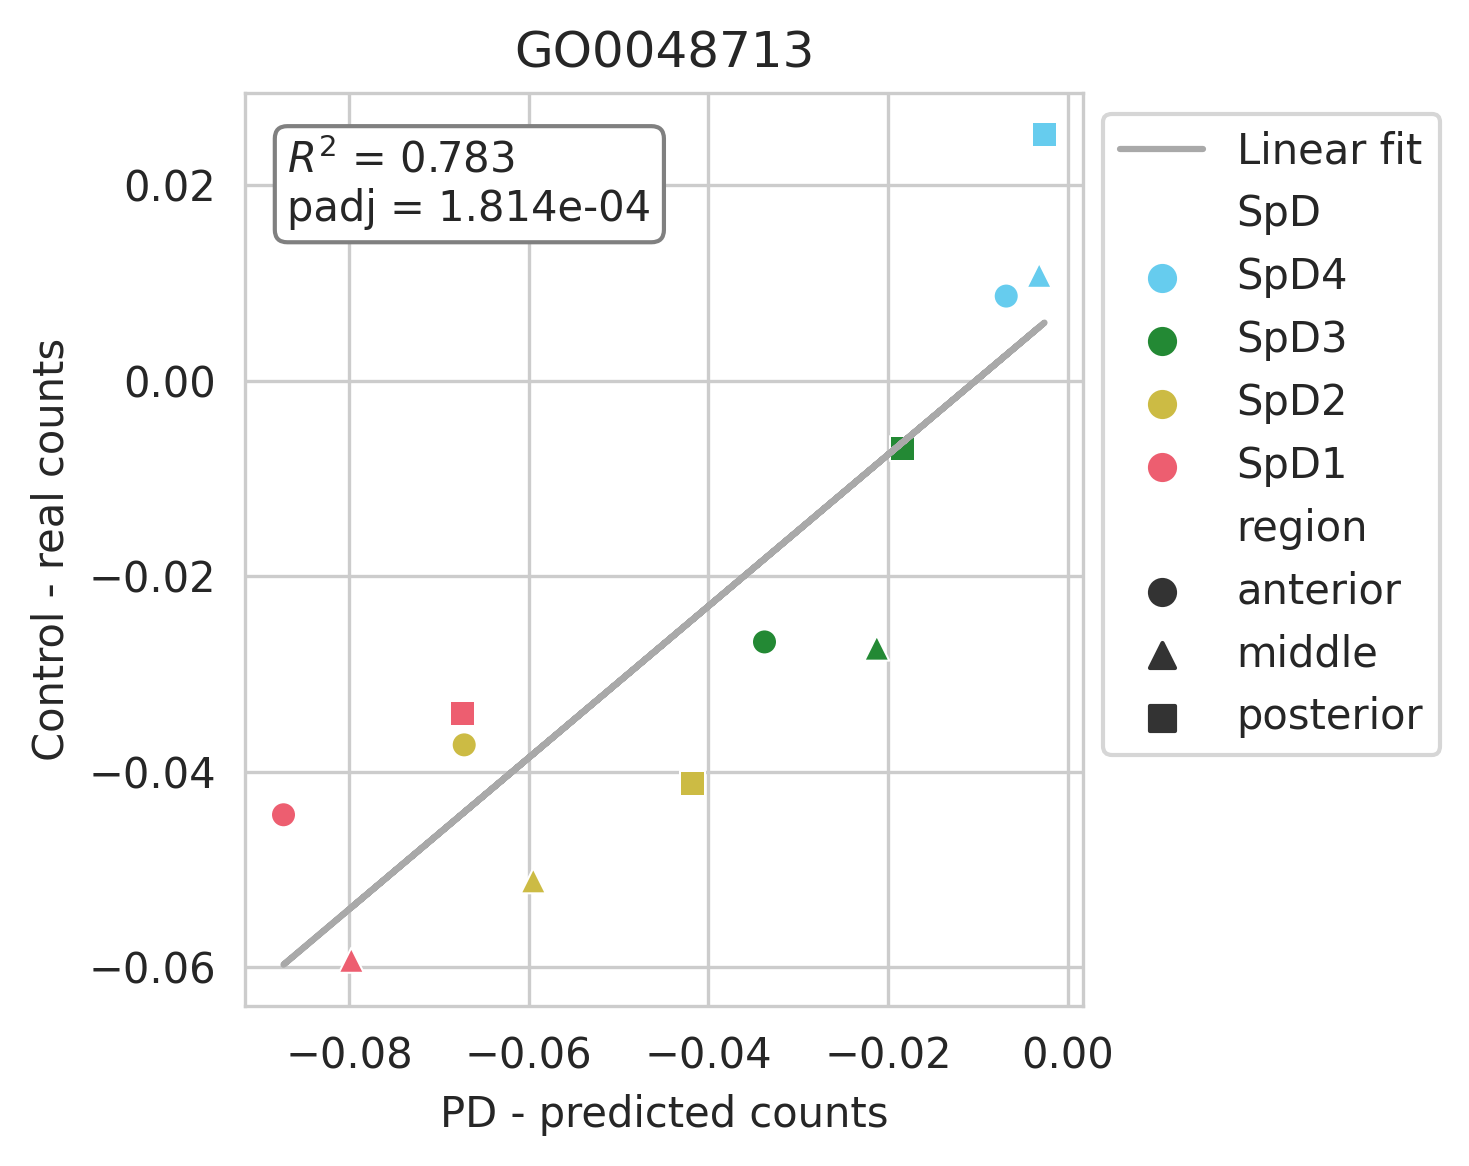 GO0048713
R² = 0.783
padj = 1.814e-04
0.02
0.00
−0.02
−0.04
−0.06
Control - real counts
−0.08 −0.06 −0.04 −0.02 0.00
PD - predicted counts
Linear fit
SpD
SpD4
SpD3
SpD2
SpD1
region
anterior
middle
posterior